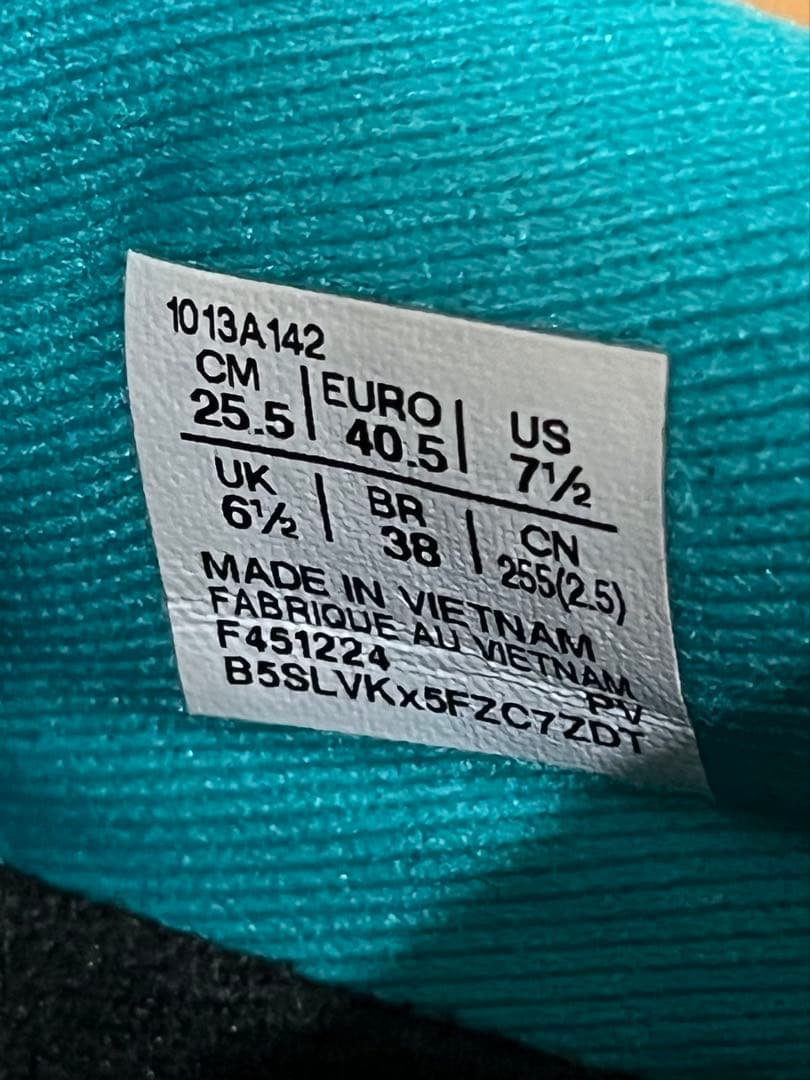 1013A142
CM | EURO | US
25.5 | 40.5 | 7½
UK | BR | CN
6½ | 38 | 255(2.5)
MADE IN VIETNAM
FABRIQUE AU VIETNAM
F451224 PV
B5SLVKx5FZC7ZDT